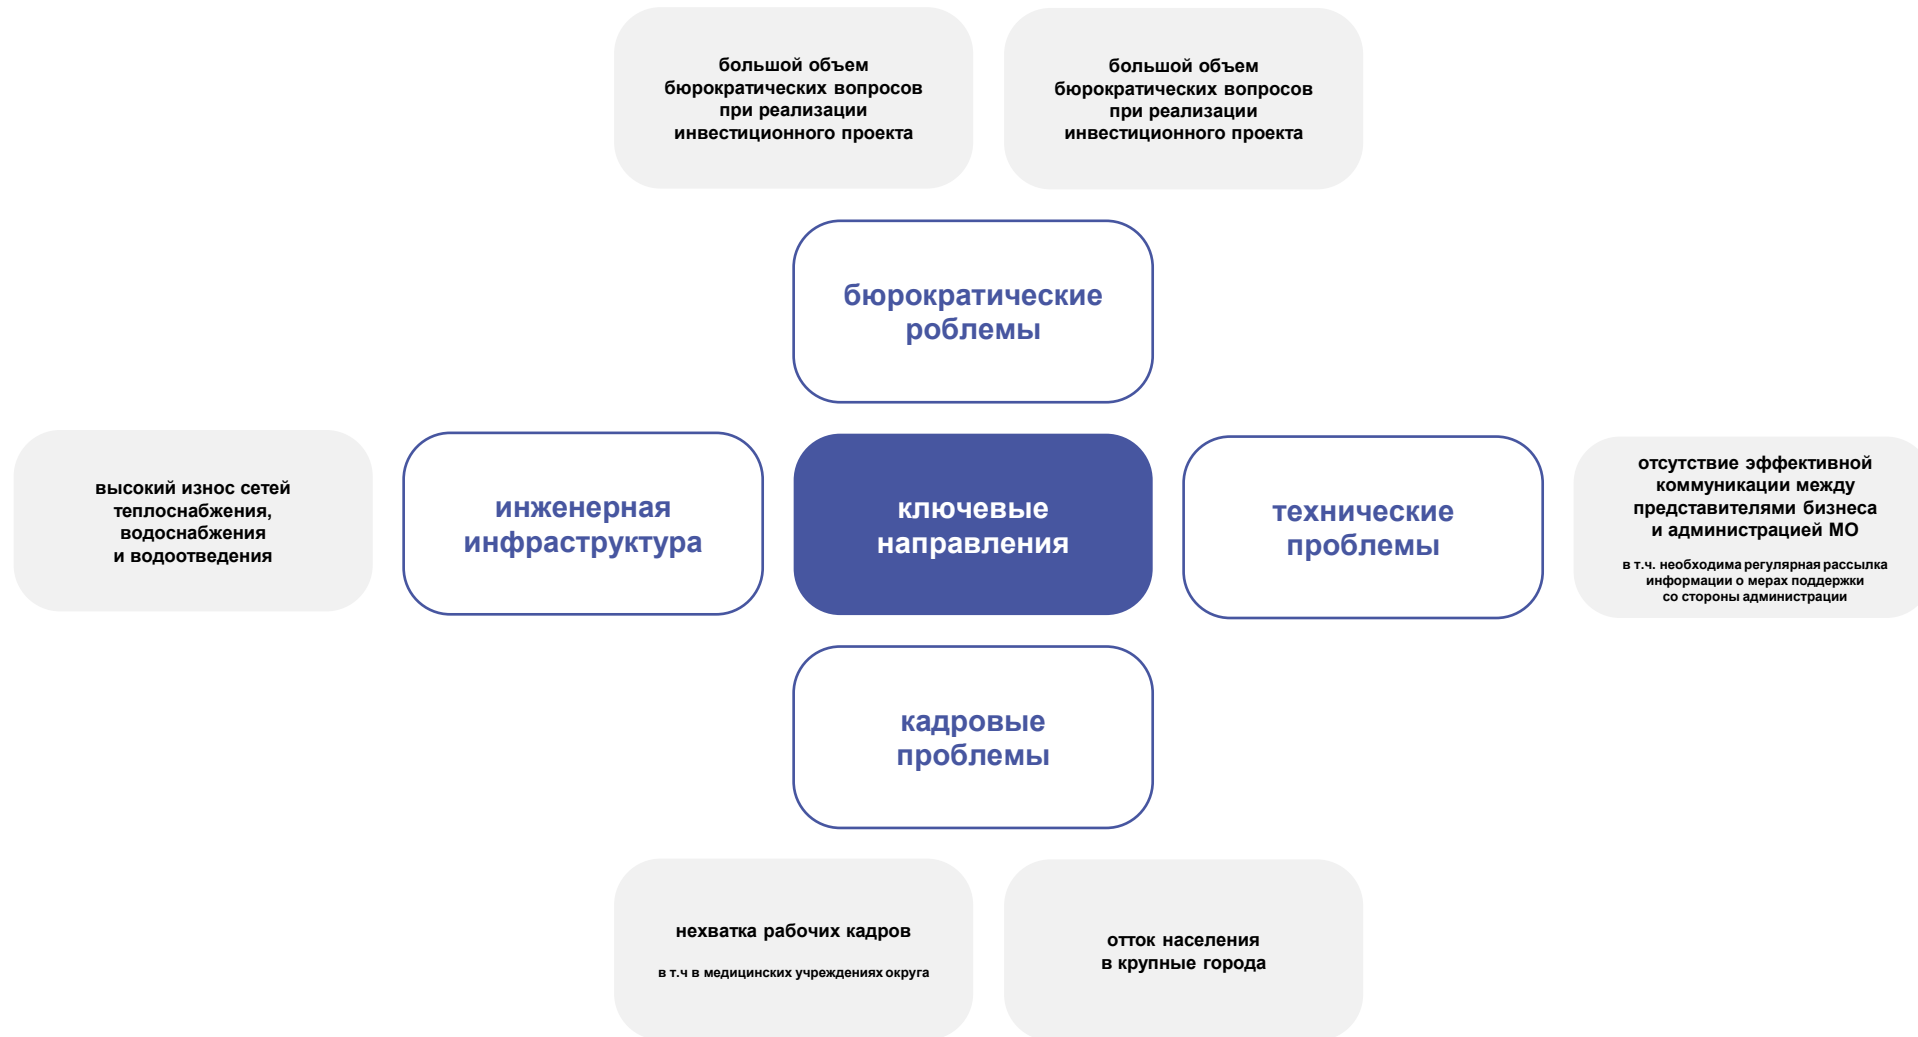 большой объем
бюрократических вопросов
при реализации
инвестиционного проекта
большой объем
бюрократических вопросов
при реализации
инвестиционного проекта
бюрократические
роблемы
высокий износ сетей
теплоснабжения,
водоснабжения
и водоотведения
инженерная
инфраструктура
ключевые
направления
технические
проблемы
отсутствие эффективной
коммуникации между
представителями бизнеса
и администрацией МО
в т.ч. необходима регулярная рассылка
информации о мерах поддержки
со стороны администрации
кадровые
проблемы
нехватка рабочих кадров
в т.ч в медицинских учреждениях округа
отток населения
в крупные города